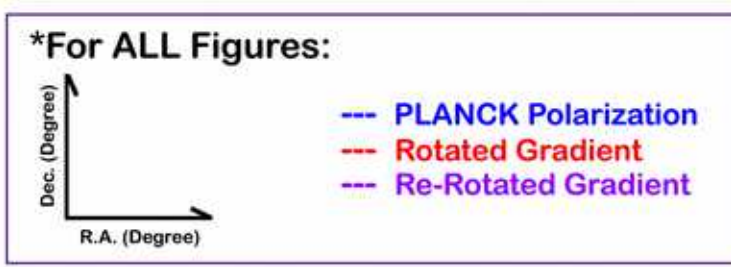 *For ALL Figures:
Dec. (Degree)
R.A. (Degree)
--- PLANCK Polarization
--- Rotated Gradient
--- Re-Rotated Gradient